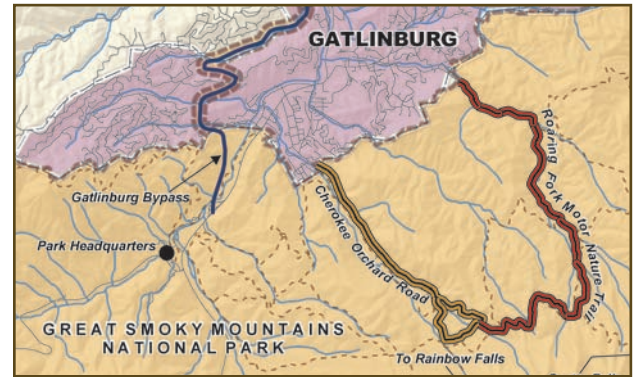 GATLINBURG
Roaring Fork Motor Nature Trail
Gatlinburg Bypass
Cherokee Orchard Road
Park Headquarters
GREAT SMOKY MOUNTAINS
NATIONAL PARK
To Rainbow Falls